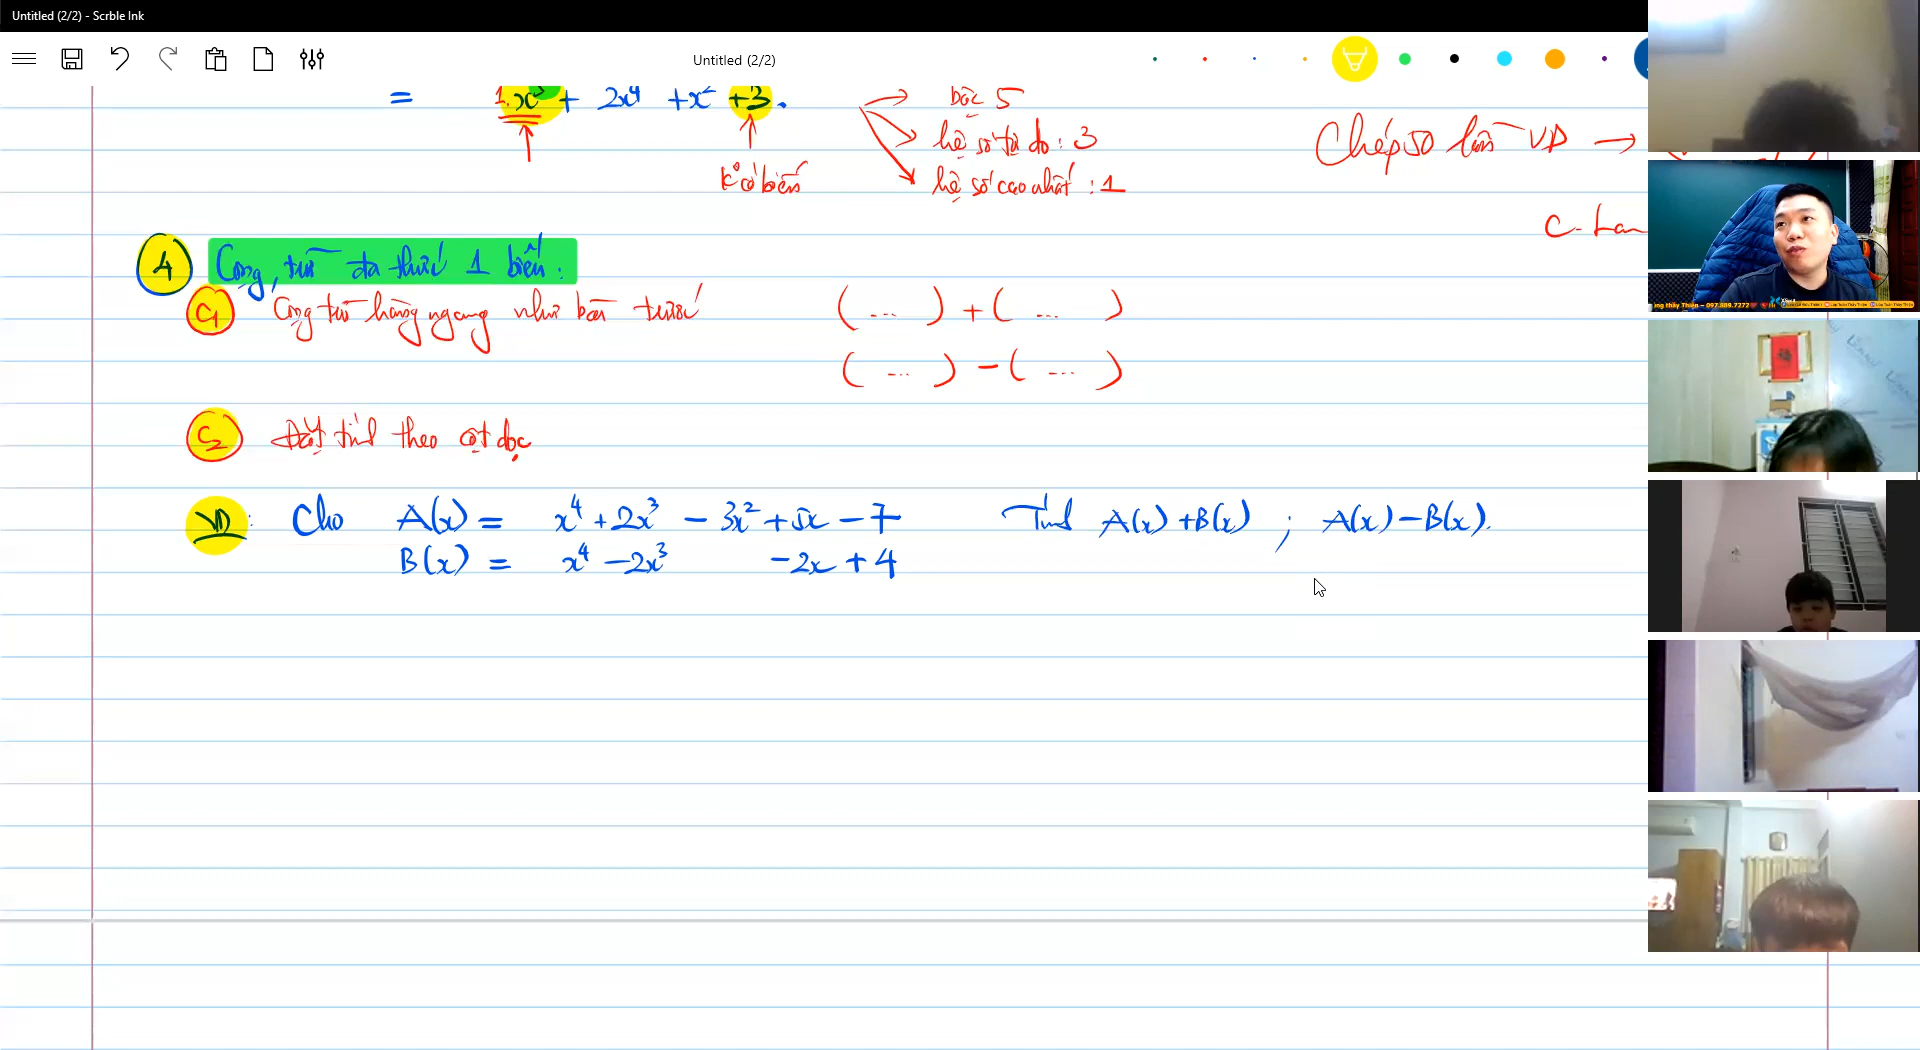 Untitled (2/2) - Scrble Ink
Untitled (2/2)
= 1.x⁵ + 2x⁴ + x² + 3.
bậc 5
hệ số tự do : 3
hệ số cao nhất : 1
K° có biến
Chép 50 lần VD →
4 Cộng, trừ đa thức 1 biến :
C1 Cộng trừ hàng ngang như bài trước
( ... ) + ( ... )
( ... ) - ( ... )
C2 Đặt tính theo cột dọc
VD : Cho A(x) = x⁴ + 2x³ - 3x² + 5x - 7 Tính A(x) + B(x) ; A(x) - B(x).
B(x) = x⁴ - 2x³ - 2x + 4